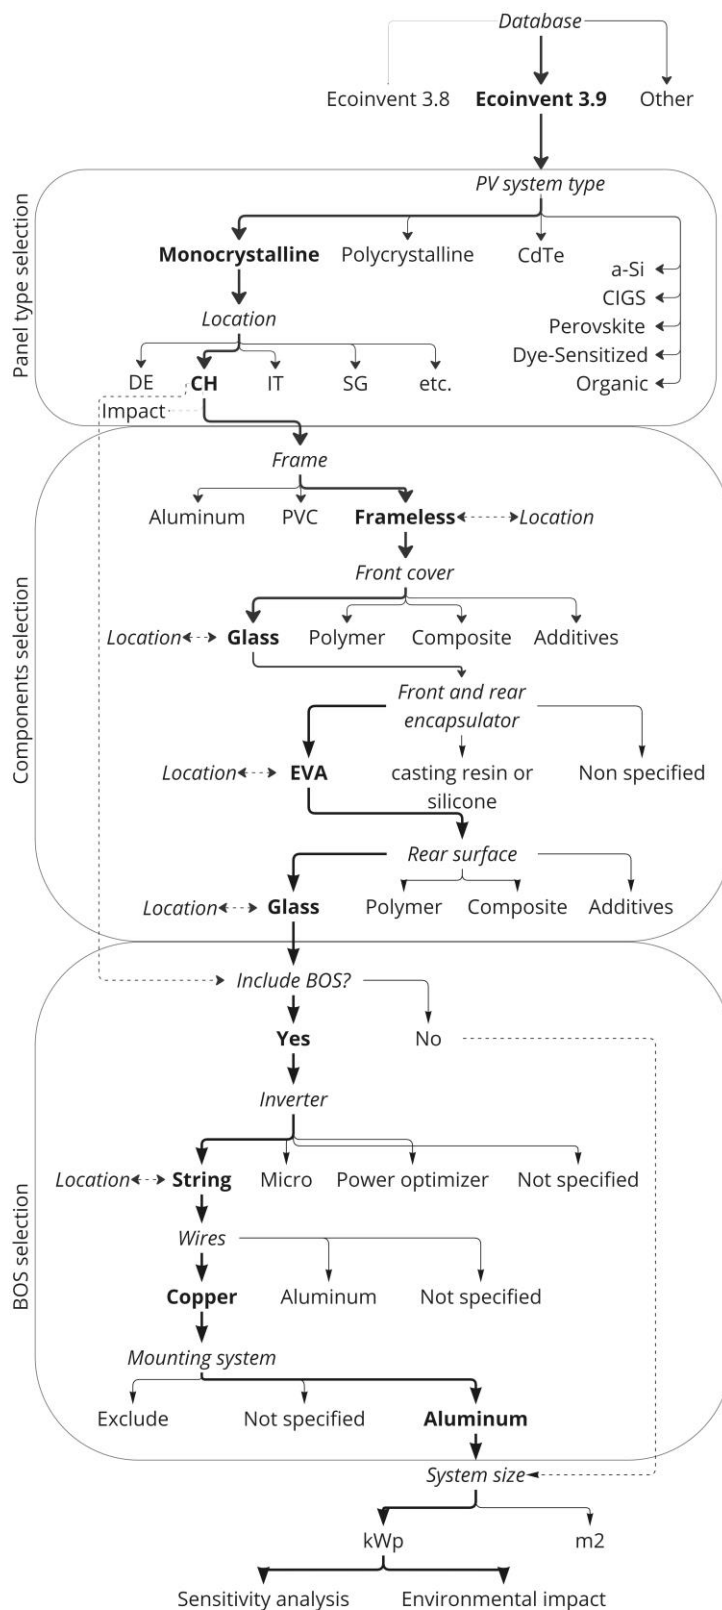 Database
Ecoinvent 3.8 Ecoinvent 3.9 Other
Panel type selection
PV system type
Monocrystalline Polycrystalline CdTe
a-Si
CIGS
Perovskite
Dye-Sensitized
Organic
Location
DE CH IT SG etc.
Impact
Components selection
Frame
Aluminum PVC Frameless Location
Front cover
Location Glass Polymer Composite Additives
Front and rear
encapsulator
Location EVA casting resin or Non specified
silicone
Rear surface
Location Glass Polymer Composite Additives
BOS selection
Include BOS?
Yes No
Inverter
Location String Micro Power optimizer Not specified
Wires
Copper Aluminum Not specified
Mounting system
Exclude Not specified Aluminum
System size
kWp m2
Sensitivity analysis Environmental impact